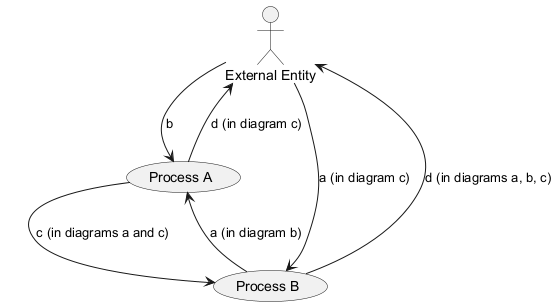 External Entity
b
d (in diagram c)
Process A
a (in diagram c)
d (in diagrams a, b, c)
c (in diagrams a and c)
a (in diagram b)
Process B